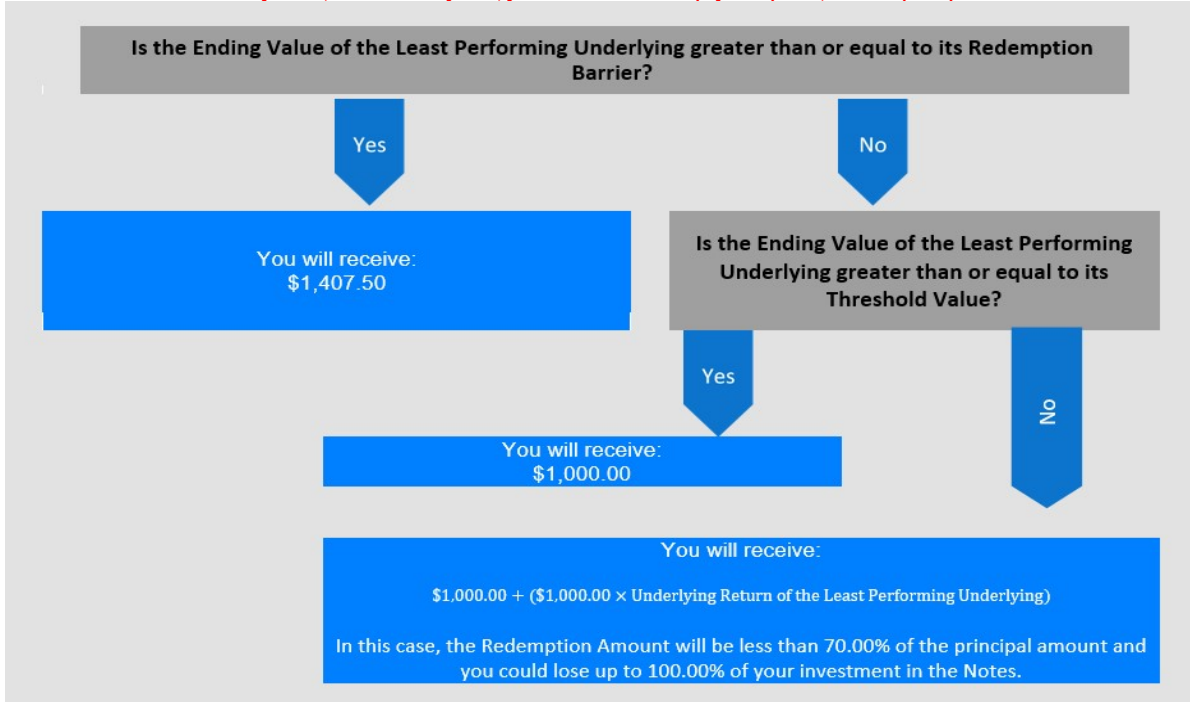 Is the Ending Value of the Least Performing Underlying greater than or equal to its Redemption
Barrier?
Yes
No
You will receive:
$1,407.50
Is the Ending Value of the Least Performing
Underlying greater than or equal to its
Threshold Value?
Yes
No
You will receive:
$1,000.00
You will receive:
$1,000.00 + ($1,000.00 × Underlying Return of the Least Performing Underlying)
In this case, the Redemption Amount will be less than 70.00% of the principal amount and
you could lose up to 100.00% of your investment in the Notes.